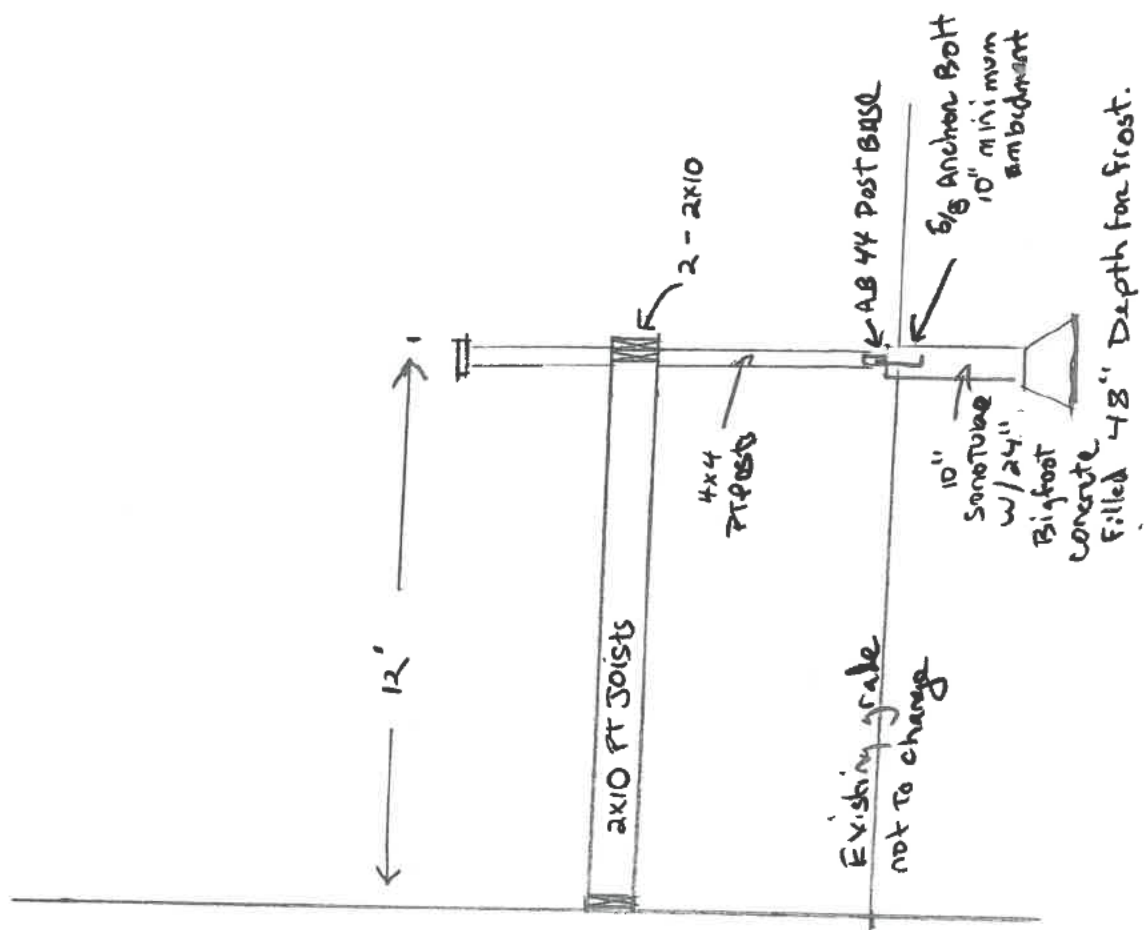 12'
2 - 2x10
2x10 PT Joists
4x4
PT Posts
AB 44 Post Base
5/8 Anchor Bolt
10" minimum
embedment
Existing grade
not to change
10"
sonotube
w/24"
Bigfoot
concrete
Filled 48" Depth for frost.